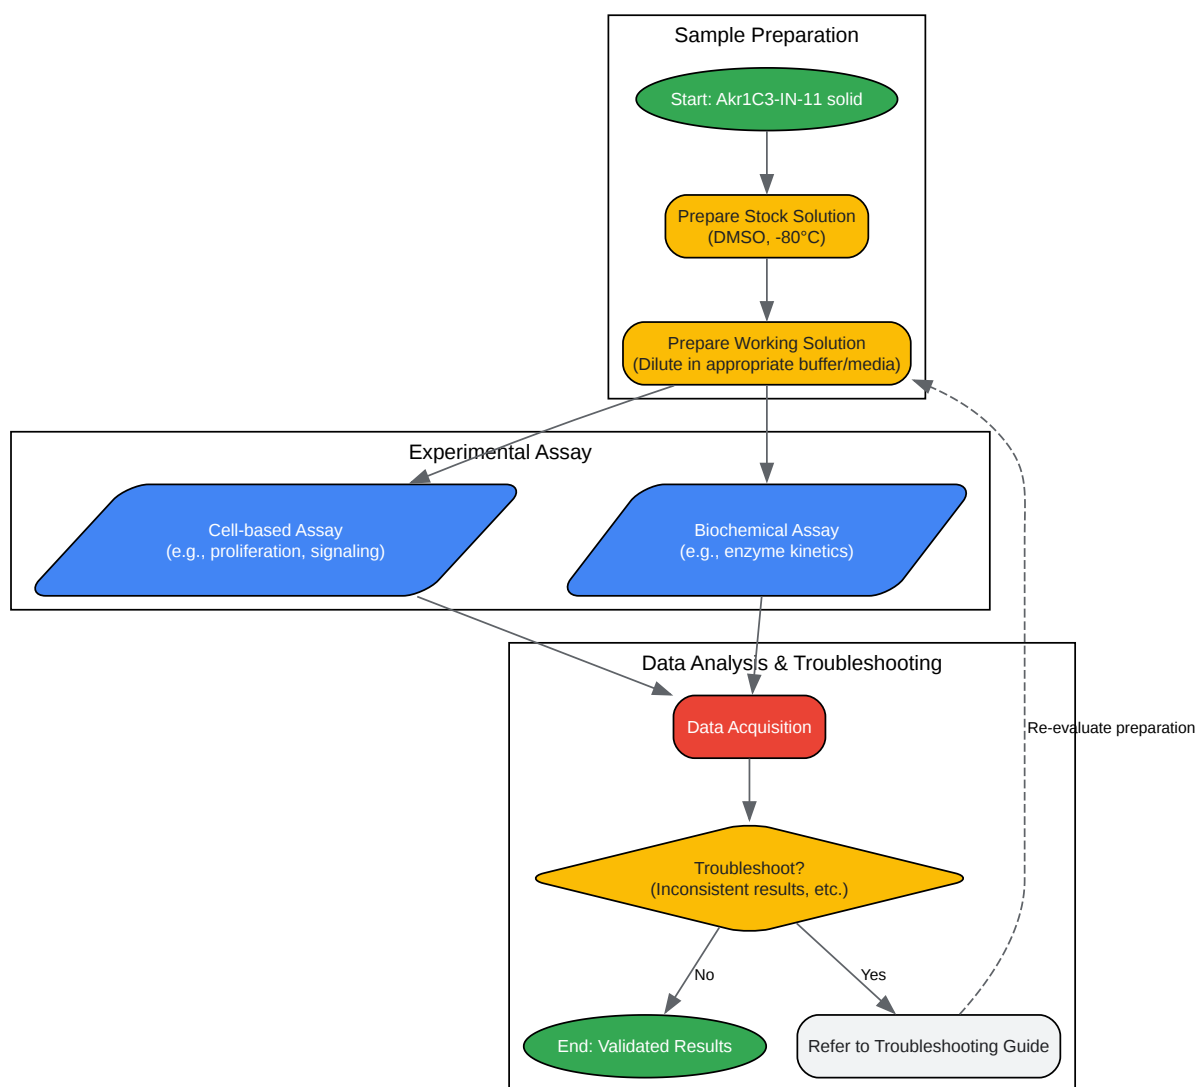 Sample Preparation
Start: Akr1C3-IN-11 solid
Prepare Stock Solution
(DMSO, -80°C)
Prepare Working Solution
(Dilute in appropriate buffer/media)
Experimental Assay
Cell-based Assay
(e.g., proliferation, signaling)
Biochemical Assay
(e.g., enzyme kinetics)
Data Analysis & Troubleshooting
Data Acquisition
Re-evaluate preparation
Troubleshoot?
(Inconsistent results, etc.)
No
Yes
End: Validated Results
Refer to Troubleshooting Guide